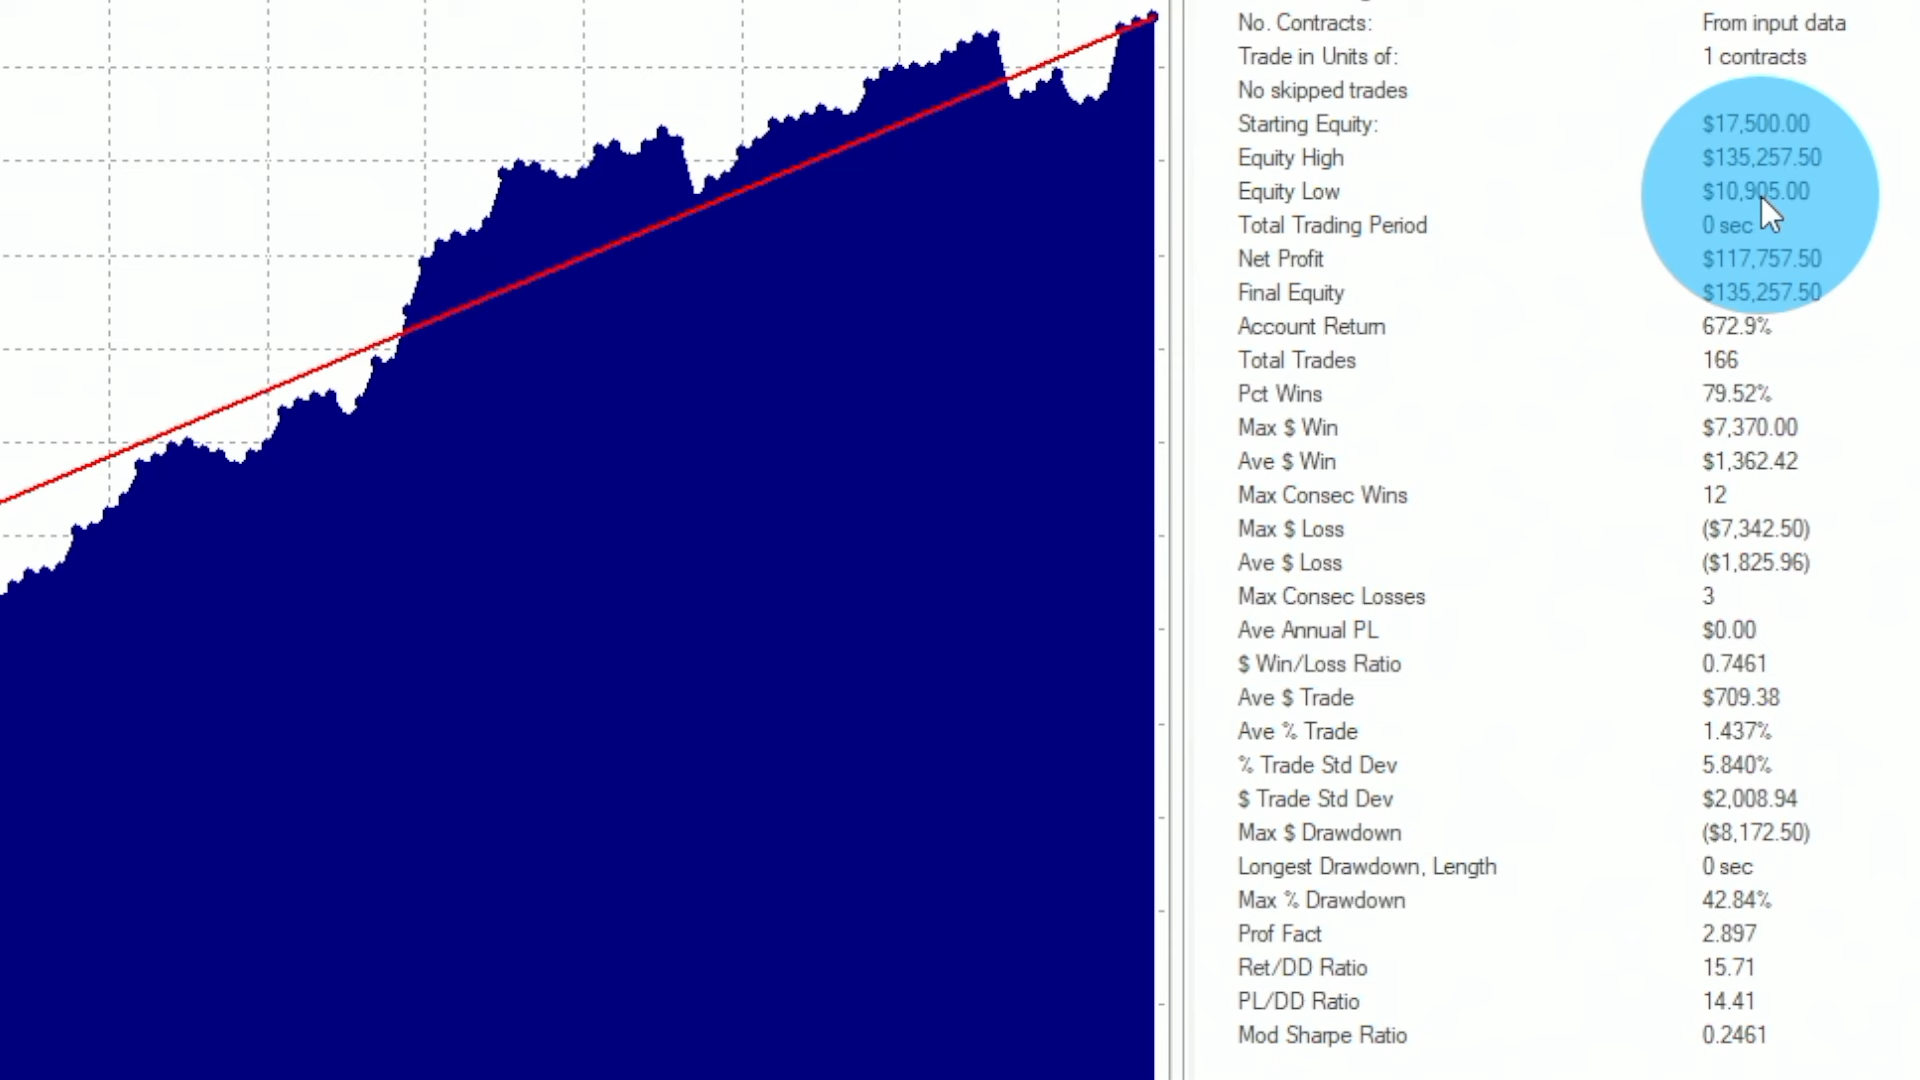 No. Contracts: From input data
Trade in Units of: 1 contracts
No skipped trades
Starting Equity: $17,500.00
Equity High $135,257.50
Equity Low $10,905.00
Total Trading Period 0 sec
Net Profit $117,757.50
Final Equity $135,257.50
Account Return 672.9%
Total Trades 166
Pct Wins 79.52%
Max $ Win $7,370.00
Ave $ Win $1,362.42
Max Consec Wins 12
Max $ Loss ($7,342.50)
Ave $ Loss ($1,825.96)
Max Consec Losses 3
Ave Annual PL $0.00
$ Win/Loss Ratio 0.7461
Ave $ Trade $709.38
Ave % Trade 1.437%
% Trade Std Dev 5.840%
$ Trade Std Dev $2,008.94
Max $ Drawdown ($8,172.50)
Longest Drawdown, Length 0 sec
Max % Drawdown 42.84%
Prof Fact 2.897
Ret/DD Ratio 15.71
PL/DD Ratio 14.41
Mod Sharpe Ratio 0.2461